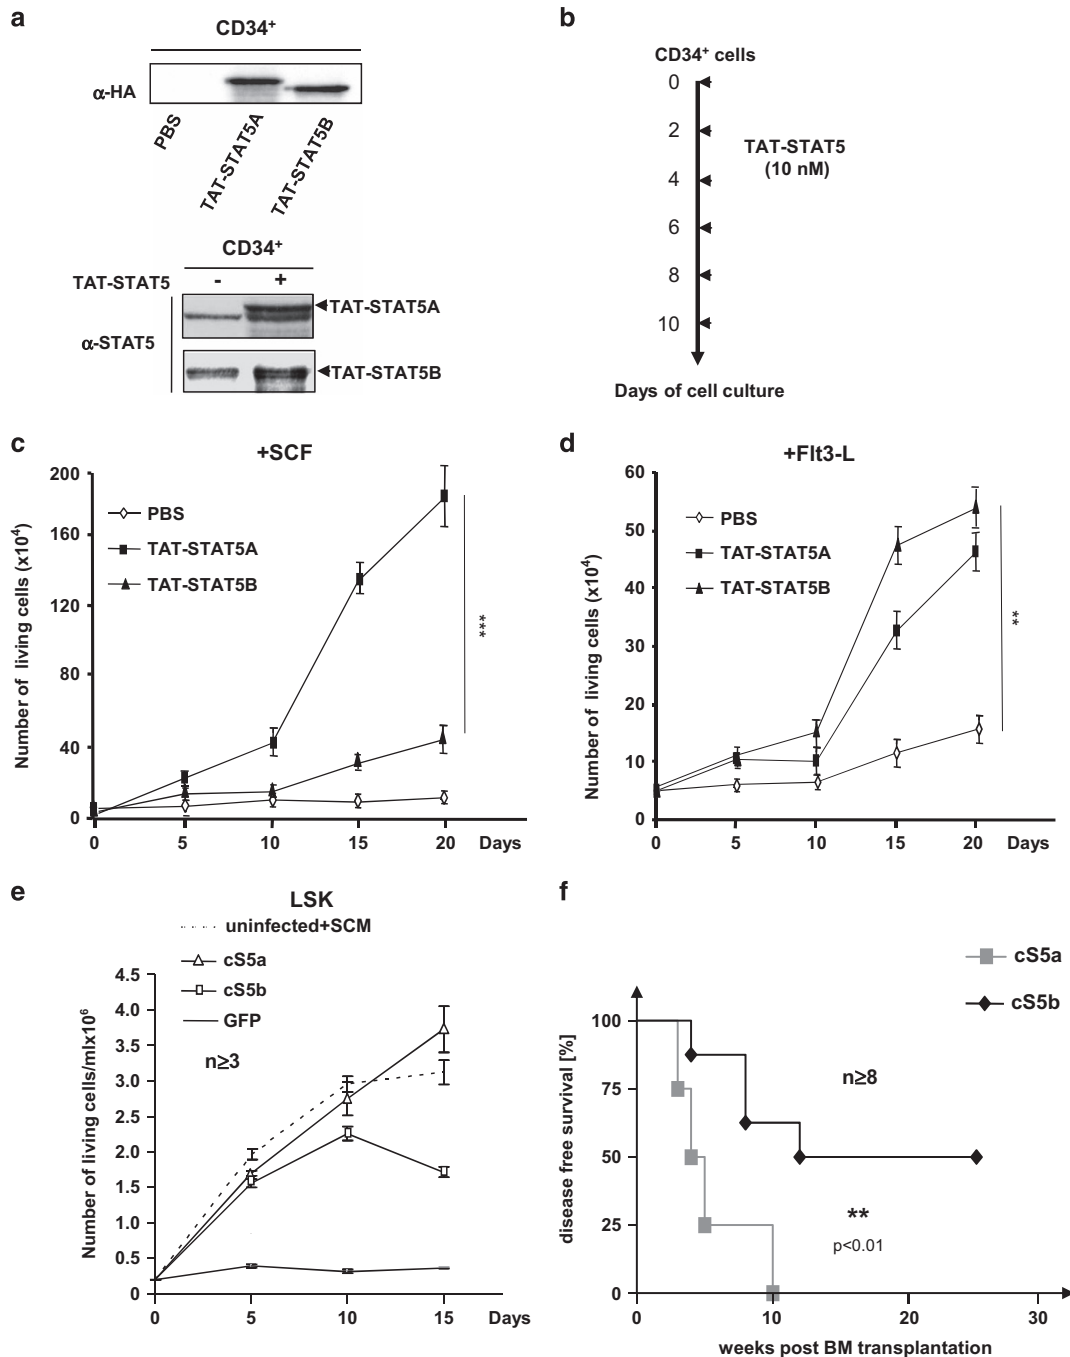 a
CD34+
α-HA
PBS
TAT-STAT5A
TAT-STAT5B
CD34+
TAT-STAT5 - +
α-STAT5
TAT-STAT5A
TAT-STAT5B
b
CD34+ cells
0
2
4
6
8
10
TAT-STAT5
(10 nM)
Days of cell culture
c
+SCF
Number of living cells (x104)
200
160
120
80
40
0
PBS
TAT-STAT5A
TAT-STAT5B
***
0 5 10 15 20 Days
d
+Flt3-L
Number of living cells (x104)
60
50
40
30
20
10
0
PBS
TAT-STAT5A
TAT-STAT5B
**
0 5 10 15 20 Days
e
LSK
uninfected+SCM
cS5a
cS5b
GFP
n≥3
Number of living cells/mlx106
4.5
4.0
3.5
3.0
2.5
2.0
1.5
1.0
0.5
0
0 5 10 15 Days
f
cS5a
cS5b
disease free survival [%]
100
75
50
25
0
n≥8
**
p<0.01
0 10 20 30
weeks post BM transplantation